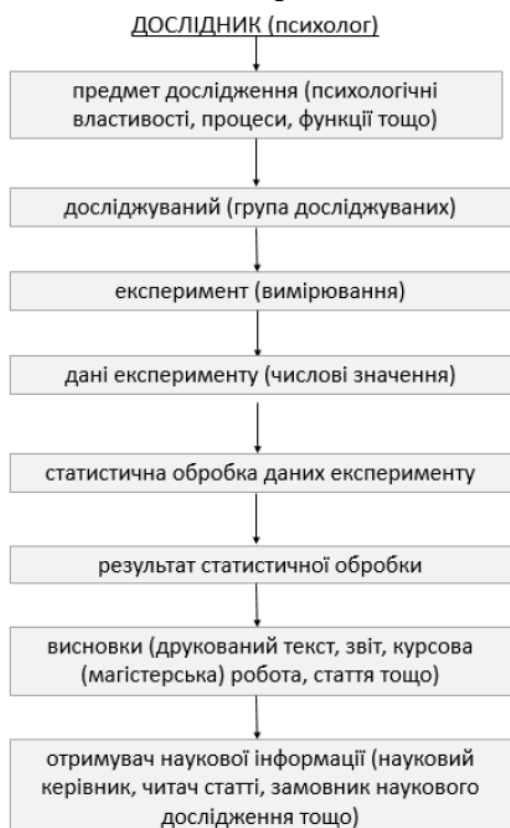 ДОСЛІДНИК (психолог)
предмет дослідження (психологічні
властивості, процеси, функції тощо)
досліджуваний (група досліджуваних)
експеримент (вимірювання)
дані експерименту (числові значення)
статистична обробка даних експерименту
результат статистичної обробки
висновки (друкований текст, звіт, курсова
(магістерська) робота, стаття тощо)
отримувач наукової інформації (науковий
керівник, читач статті, замовник наукового
дослідження тощо)